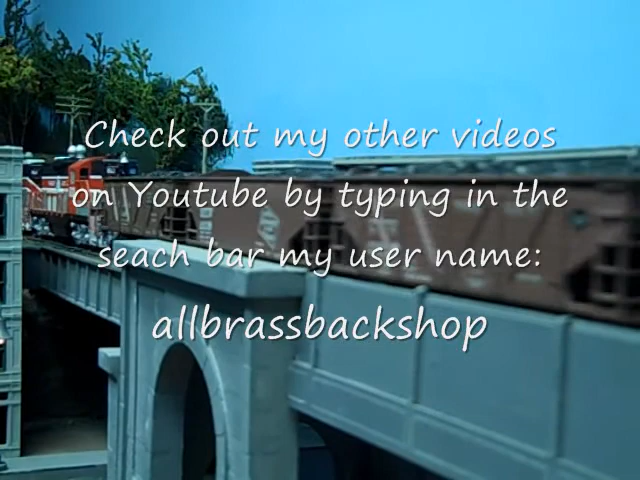 Check out my other videos
on Youtube by typing in the
seach bar my user name:
allbrassbackshop